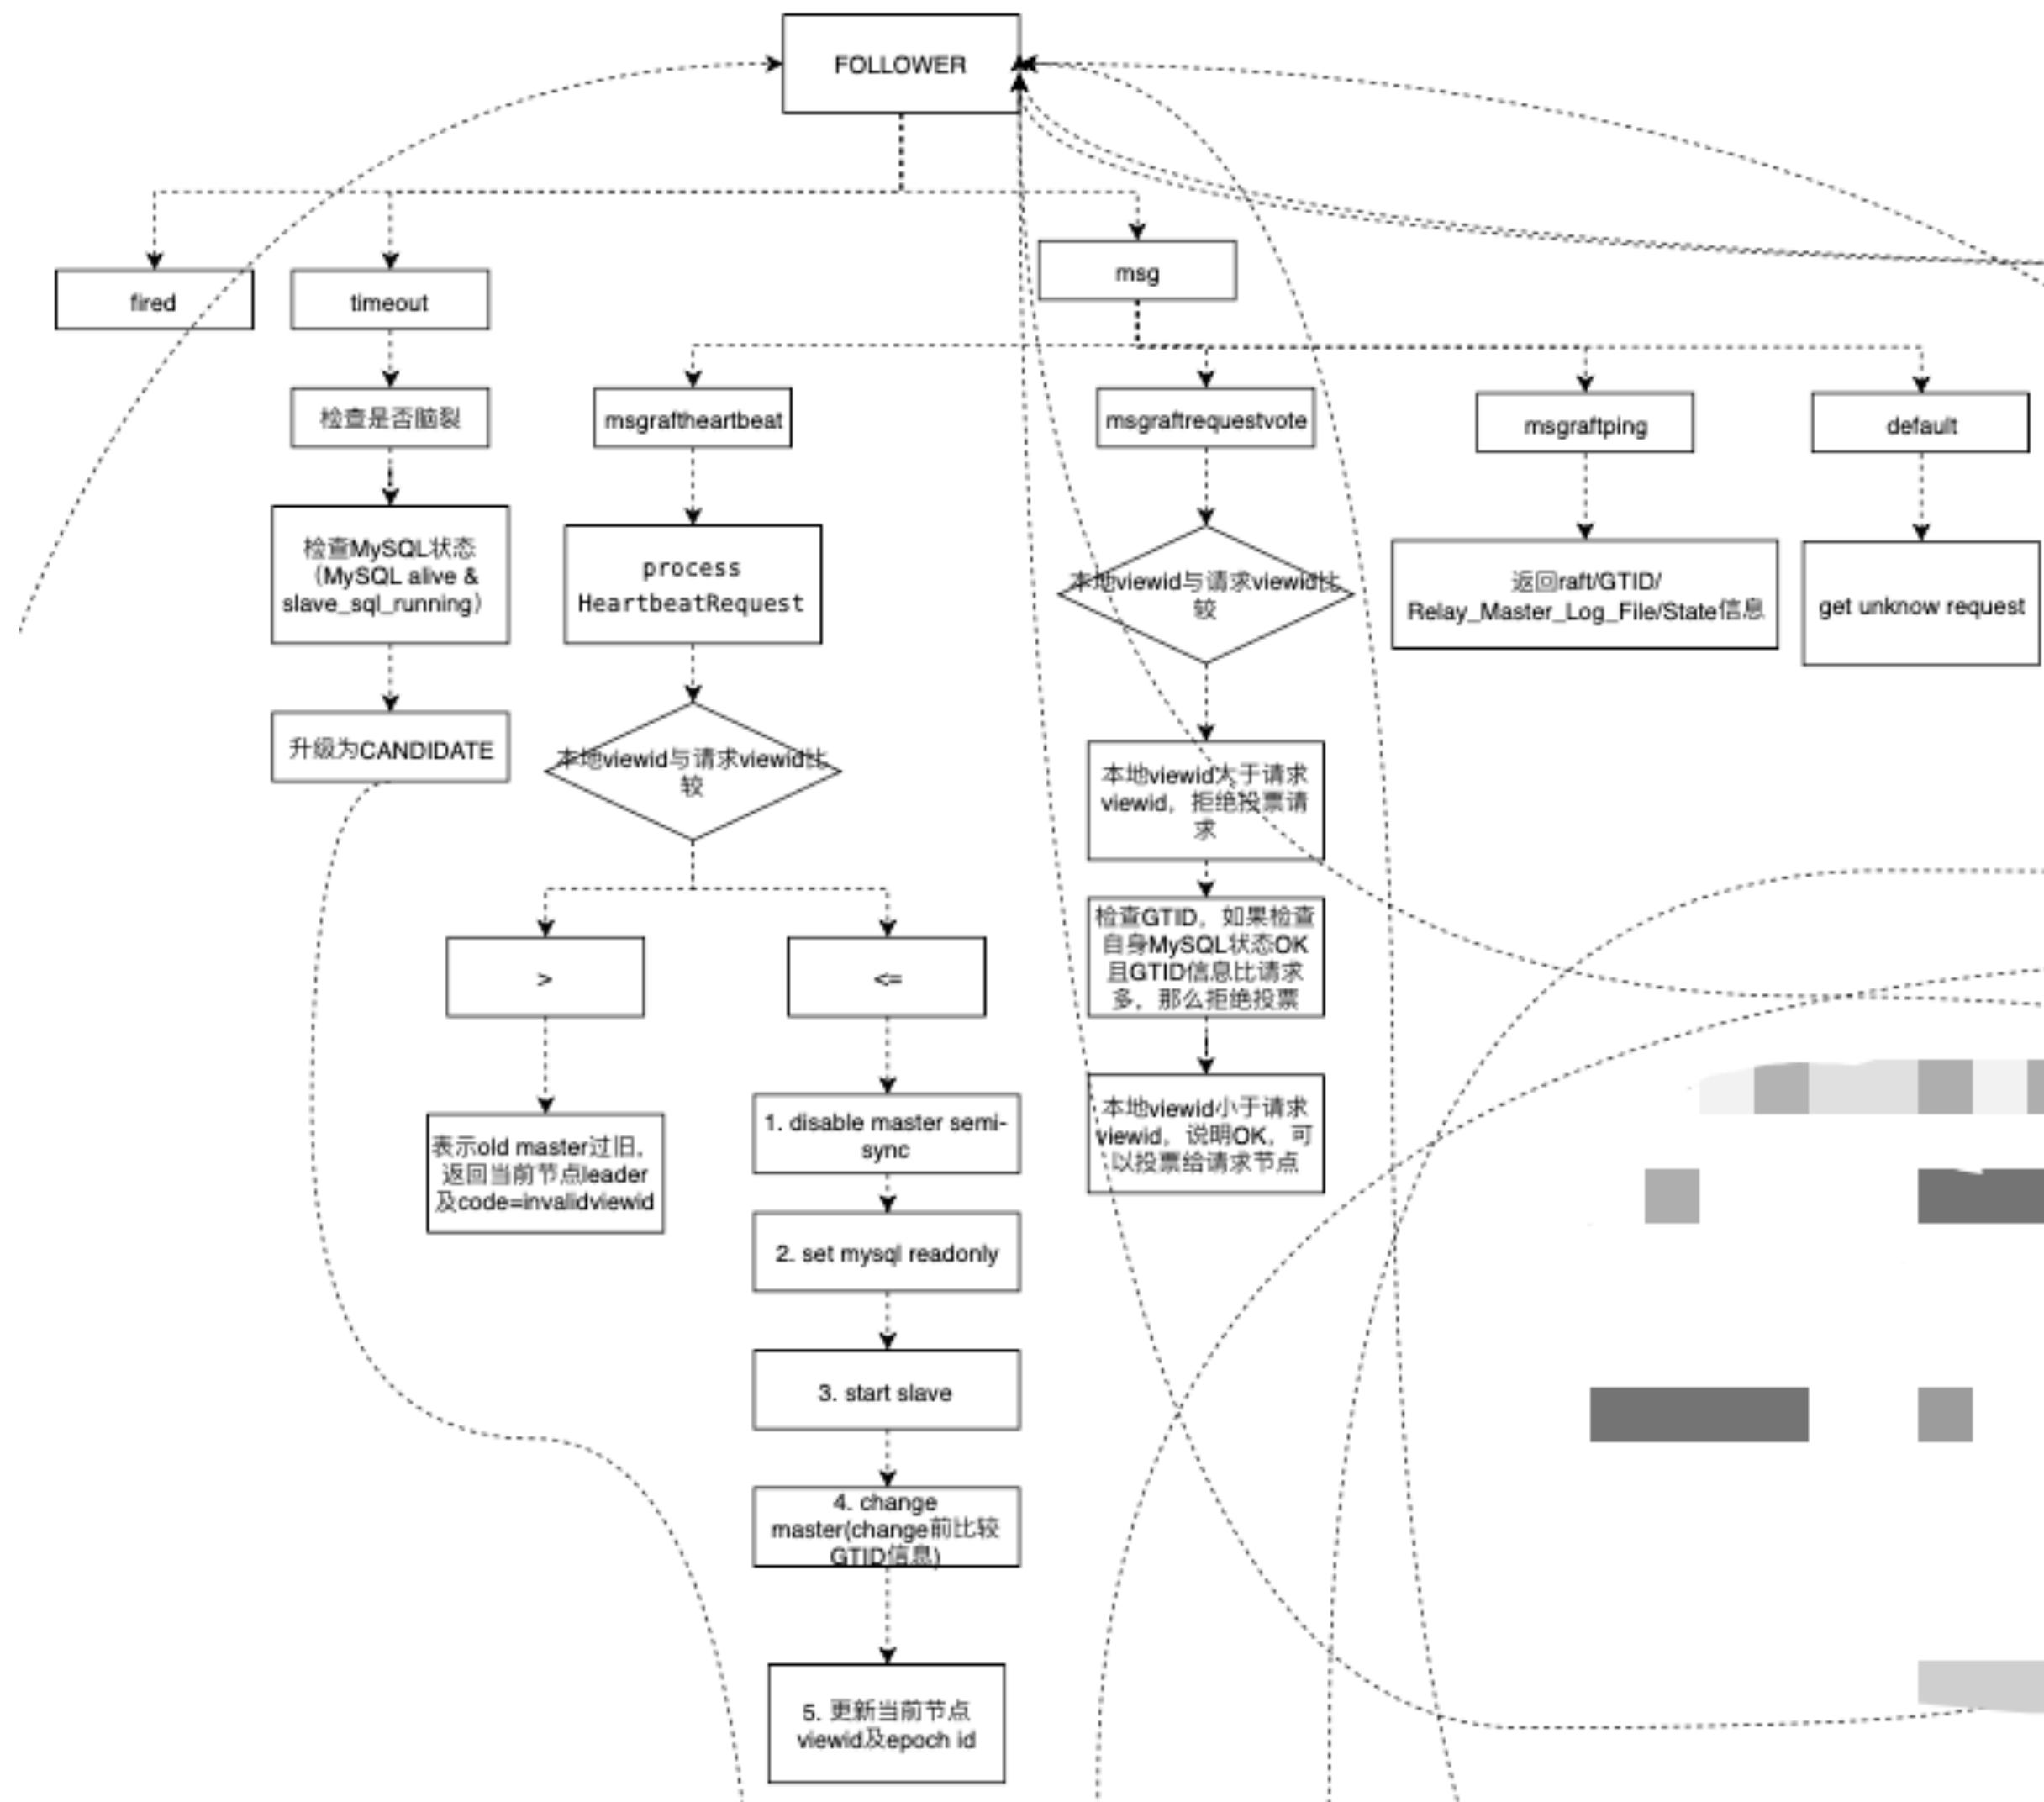 FOLLOWER
fired
timeout
msg
检查是否脑裂
msgraftheartbeat
msgraftrequestvote
msgraftping
default
检查MySQL状态
（MySQL alive &
slave_sql_running）
process
HeartbeatRequest
本地viewid与请求viewid比
较
返回raft/GTID/
Relay_Master_Log_File/State信息
get unknow request
升级为CANDIDATE
本地viewid与请求viewid比
较
本地viewid大于请求
viewid，拒绝投票请
求
>
<=
检查GTID，如果检查
自身MySQL状态OK
且GTID信息比请求
多，那么拒绝投票
表示old master过旧，
返回当前节点leader
及code=invalidviewid
1. disable master semi-
sync
本地viewid小于请求
viewid，说明OK，可
以投票给请求节点
2. set mysql readonly
3. start slave
4. change
master(change前比较
GTID信息)
5. 更新当前节点
viewid及epoch id